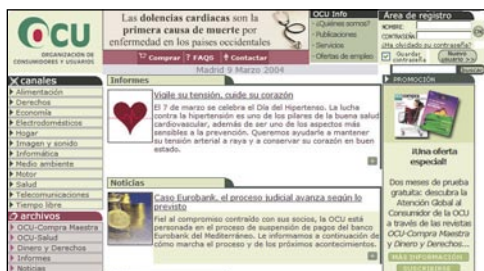 OCU
ORGANIZACIÓN DE
CONSUMIDORES Y USUARIOS
Las dolencias cardiacas son la
primera causa de muerte por
enfermedad en los países occidentales
Comprar ? FAQS Contactar
OCU Info
¿Quiénes somos?
Publicaciones
Servicios
Ofertas de empleo
Área de registro
NOMBRE:
CONTRASEÑA:
OK
¿Ha olvidado su contraseña?
Guardar contraseña
Nuevo usuario >>
Madrid 9 Marzo 2004
Buscar
X canales
Alimentación
Derechos
Economía
Electrodomésticos
Hogar
Imagen y sonido
Informática
Medio ambiente
Motor
Salud
Telecomunicaciones
Tiempo libre
archivos
OCU-Compra Maestra
OCU-Salud
Dinero y Derechos
Informes
Noticias
Informes
Vigile su tensión, cuide su corazón
El 7 de marzo se celebra el Día del Hipertenso. La lucha
contra la hipertensión es uno de los pilares de la buena salud
cardiovascular, además de ser uno de los aspectos más
sensibles a la prevención. Queremos ayudarle a mantener
su tensión arterial a raya y a conservar su corazón en buen
estado.
Noticias
Caso Eurobank, el proceso judicial avanza según lo
previsto
Fiel al compromiso contraído con sus socios, la OCU está
personada en el proceso de suspensión de pagos del banco
Eurobank del Mediterráneo. Le informamos a continuación de
cómo marcha el proceso y de los próximos acontecimientos.
PROMOCIÓN
¡Una oferta
especial!
Dos meses de prueba
gratuita: descubra la
Atención Global al
Consumidor de la OCU
a través de las revistas
OCU-Compra Maestra
y Dinero y Derechos...
MÁS INFORMACIÓN
SUSCRIBIRSE